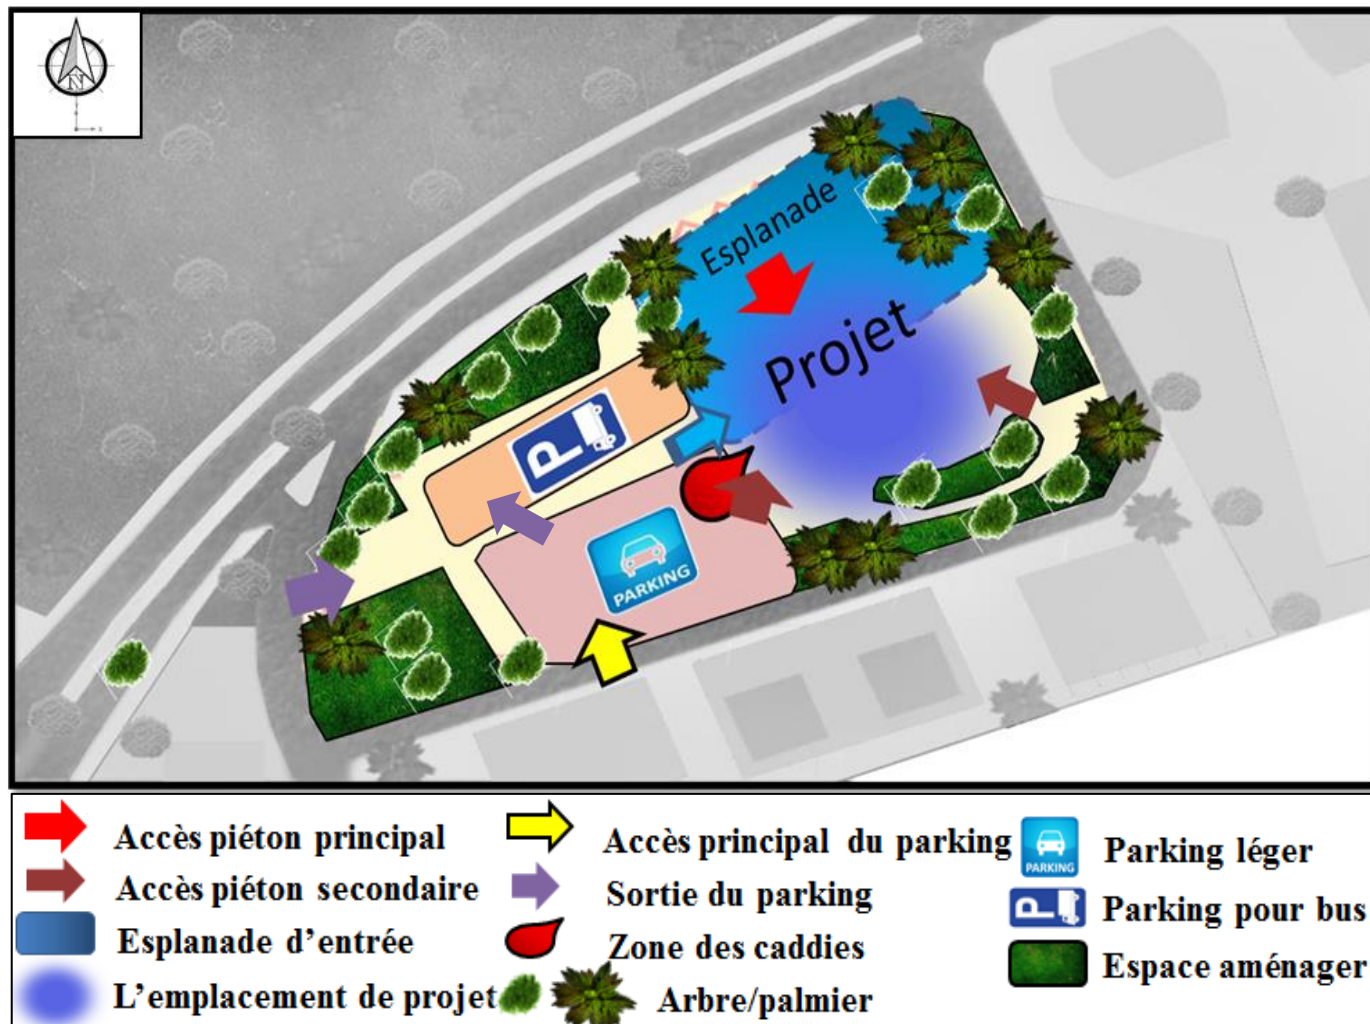 N
Esplanade
Projet
P
PARKING
Accès piéton principal
Accès piéton secondaire
Esplanade d'entrée
L'emplacement de projet
Accès principal du parking
Sortie du parking
Zone des caddies
Arbre/palmier
PARKING
Parking léger
P
Parking pour bus
Espace aménager